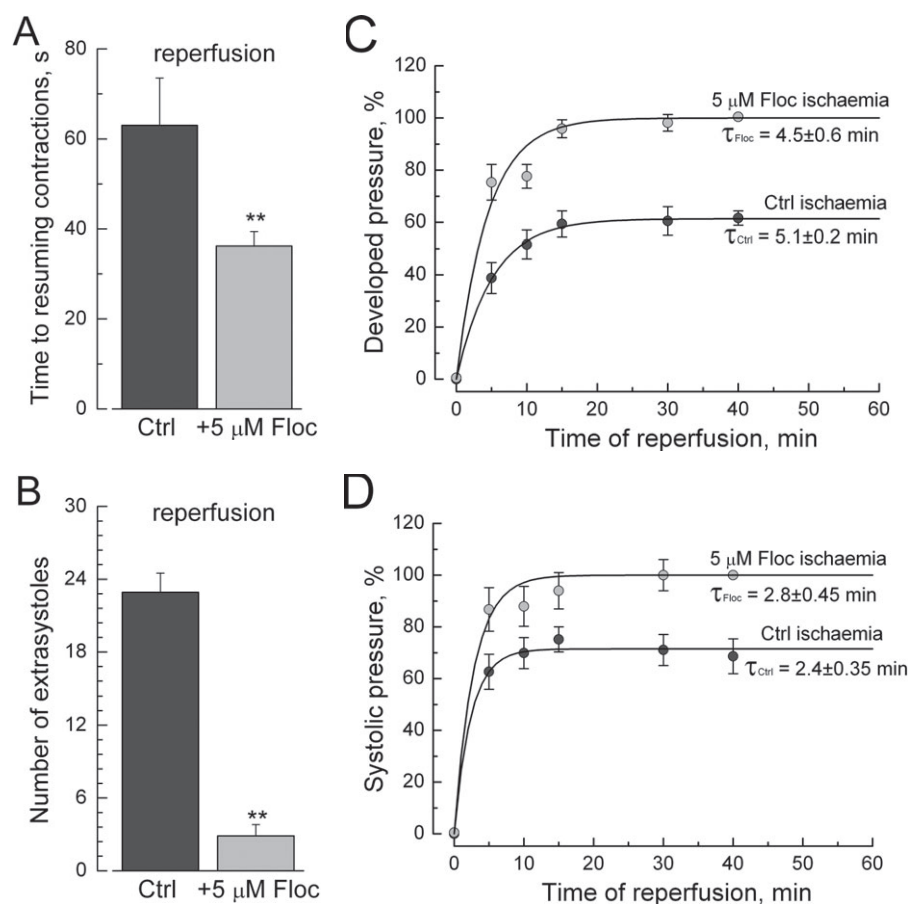 A
reperfusion
Time to resuming contractions, s
80
60
40
20
0
**
Ctrl
+5 μM Floc
B
reperfusion
Number of extrasystoles
30
24
18
12
6
0
**
Ctrl
+5 μM Floc
C
Developed pressure, %
120
100
80
60
40
20
0
5 μM Floc ischaemia
τFloc = 4.5±0.6 min
Ctrl ischaemia
τCtrl = 5.1±0.2 min
0 10 20 30 40 50 60
Time of reperfusion, min
D
Systolic pressure, %
120
100
80
60
40
20
0
5 μM Floc ischaemia
τFloc = 2.8±0.45 min
Ctrl ischaemia
τCtrl = 2.4±0.35 min
0 10 20 30 40 50 60
Time of reperfusion, min